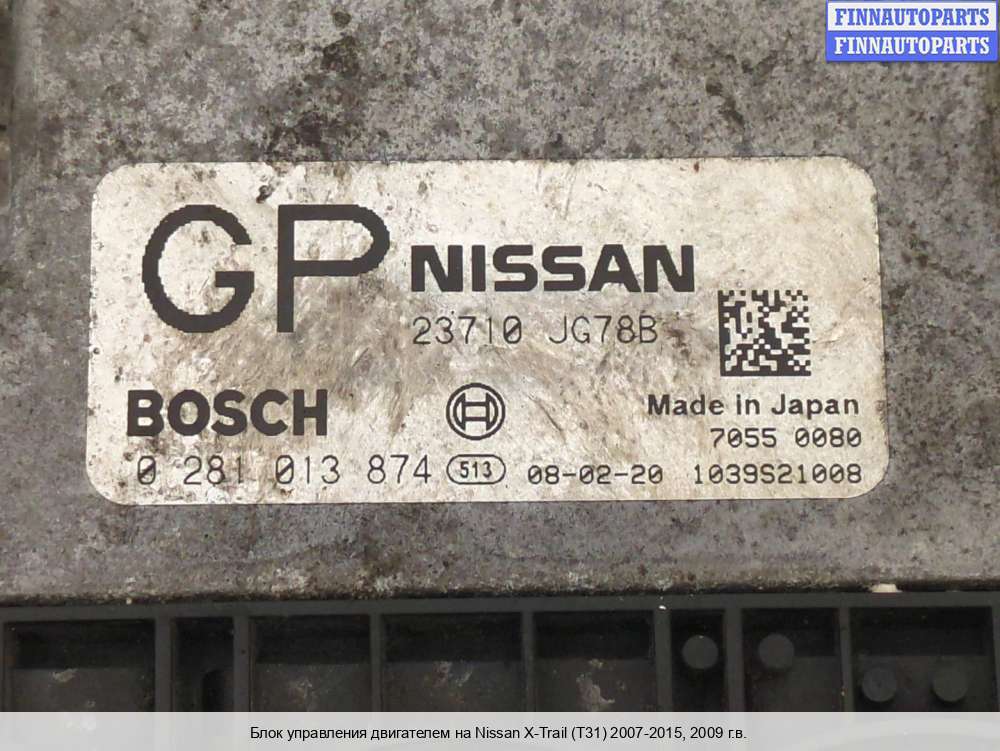 FINNAUTOPARTS
FINNAUTOPARTS
GP NISSAN
23710 JG78B
BOSCH
Made in Japan
7055 0080
0 281 013 874 513 08-02-20 1039S21008
Блок управления двигателем на Nissan X-Trail (T31) 2007-2015, 2009 г.в.